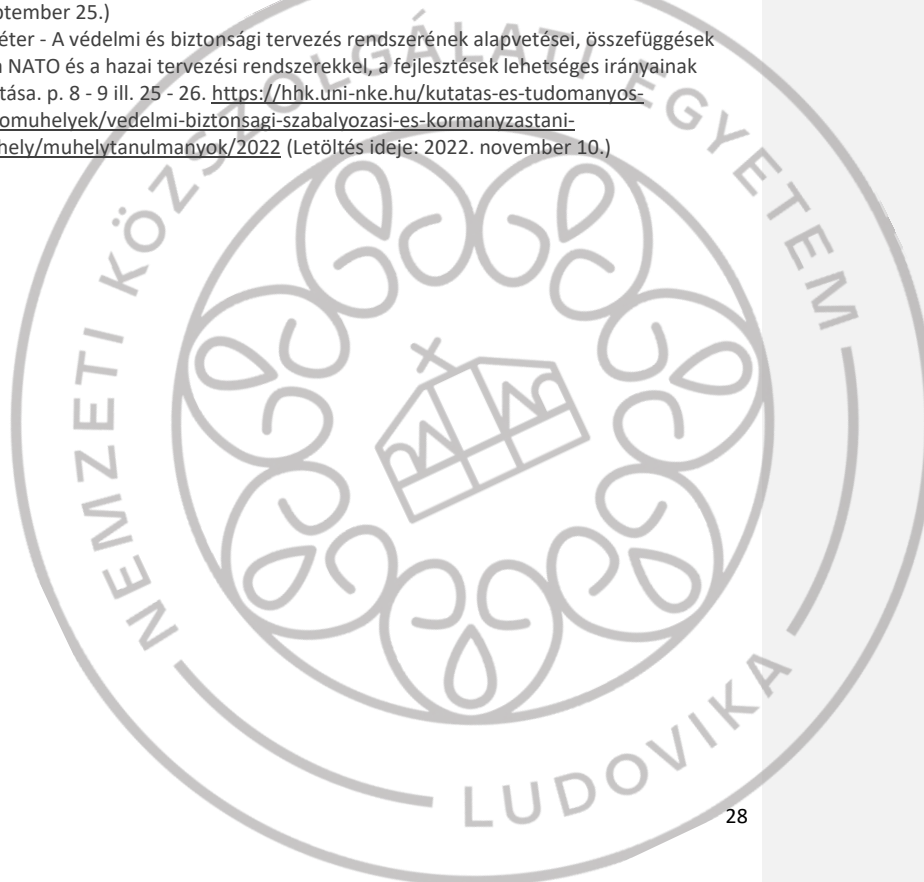 ptember 25.)
éter - A védelmi és biztonsági tervezés rendszerének alapvetései, összefüggések
NATO és a hazai tervezési rendszerekkel, a fejlesztések lehetséges irányainak
tása. p. 8 - 9 ill. 25 - 26. https://hhk.uni-nke.hu/kutatas-es-tudomanyos-
omuhelyek/vedelmi-biztonsagi-szabalyozasi-es-kormanyzastani-
hely/muhelytanulmanyok/2022 (Letöltés ideje: 2022. november 10.)
NEMZETI KÖZSZOLGÁLATI EGYETEM
LUDOVIKA
28